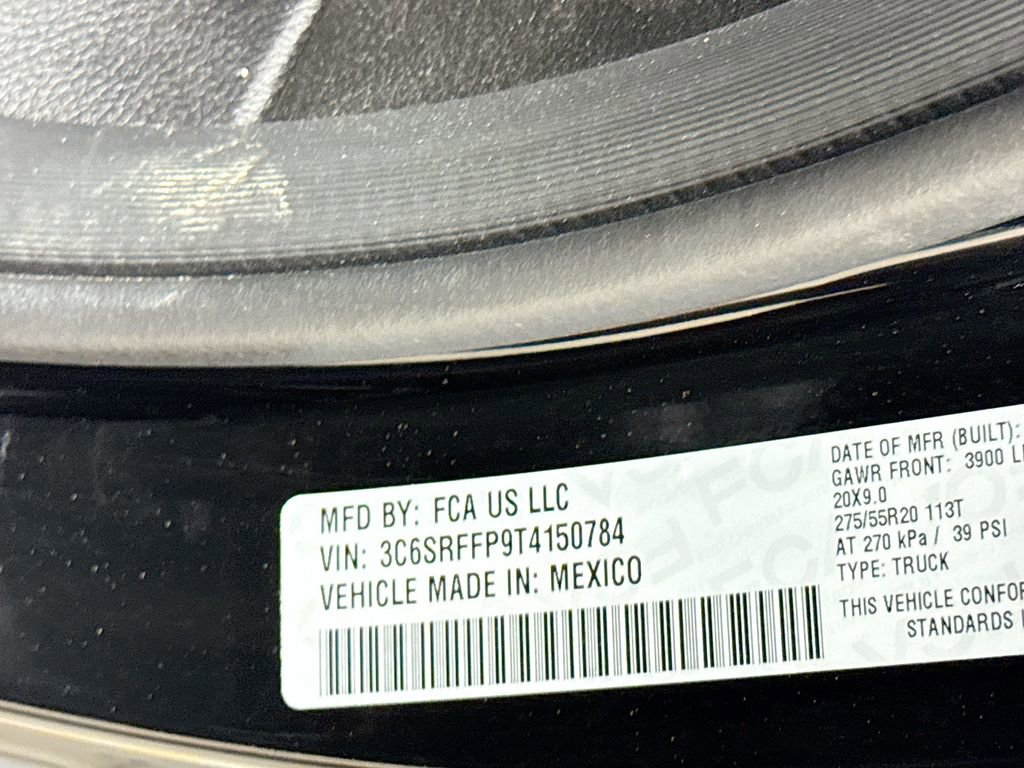 MFD BY: FCA US LLC
VIN: 3C6SRFFP9T4150784
VEHICLE MADE IN: MEXICO
DATE OF MFR (BUILT):
GAWR FRONT: 3900
20X9.0
275/55R20 113T
AT 270 kPa / 39 PSI
TYPE: TRUCK
THIS VEHICLE CONFOR
STANDARDS